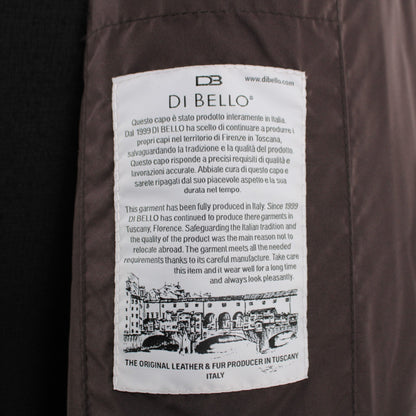 DB
www.dibello.com
DI BELLO®
Questo capo è stato prodotto interamente in Italia.
Dal 1999 DI BELLO ha scelto di continuare a produrre i
propri capi nel territorio di Firenze in Toscana,
salvaguardando la tradizione e la qualità del prodotto.
Questo capo risponde a precisi requisiti di qualità e
lavorazioni accurate. Abbiate cura di questo capo e
sarete ripagati dal suo piacevole aspetto e la sua
durata nel tempo.
This garment has been fully produced in Italy. Since 1999
DI BELLO has continued to produce there garments in
Tuscany, Florence. Safeguarding the Italian tradition and
the quality of the product was the main reason not to
relocate abroad. The garment meets all the needed
requirements thanks to its careful manufacture. Take care
this item and it wear well for a long time
and always look pleasantly.
THE ORIGINAL LEATHER & FUR PRODUCER IN TUSCANY
ITALY